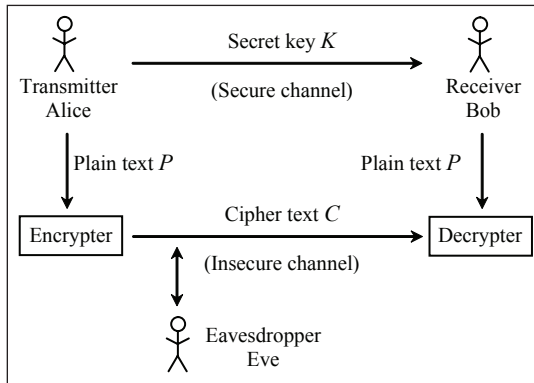 Secret key K
(Secure channel)
Transmitter
Alice
Receiver
Bob
Plain text P
Plain text P
Encrypter
Cipher text C
Decrypter
(Insecure channel)
Eavesdropper
Eve